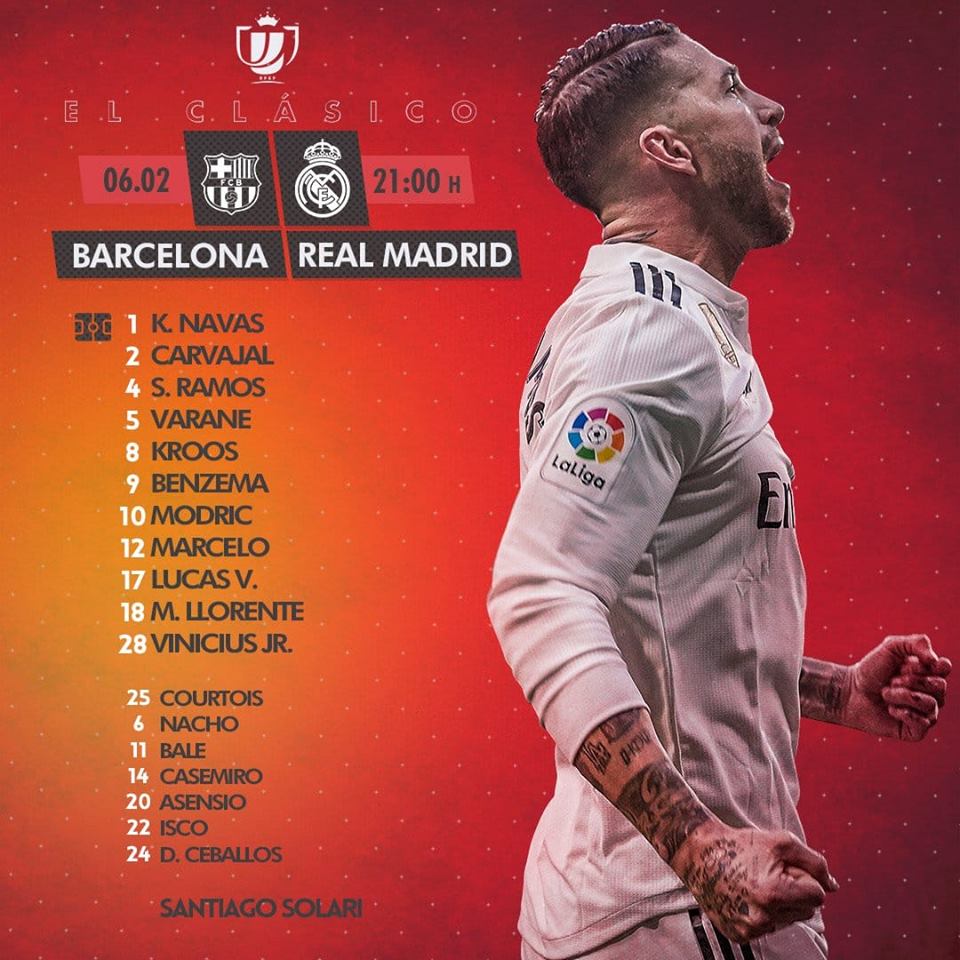 RFEF
EL CLÁSICO
06.02
FCB
21:00 H
BARCELONA
REAL MADRID
1 K. NAVAS
2 CARVAJAL
4 S. RAMOS
5 VARANE
8 KROOS
9 BENZEMA
10 MODRIC
12 MARCELO
17 LUCAS V.
18 M. LLORENTE
28 VINICIUS JR.
25 COURTOIS
6 NACHO
11 BALE
14 CASEMIRO
20 ASENSIO
22 ISCO
24 D. CEBALLOS
SANTIAGO SOLARI
LaLiga